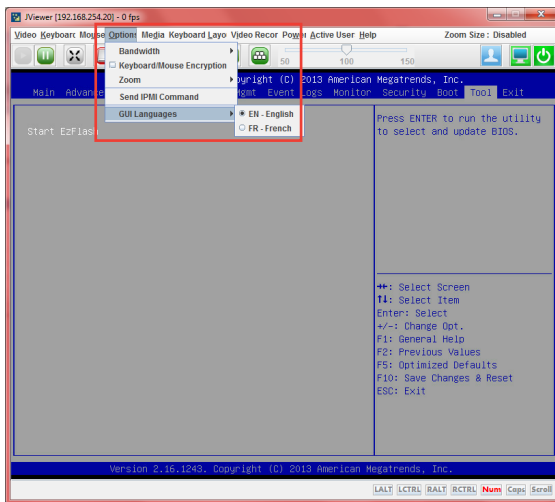 JViewer [192.168.254.20] - 0 fps
Video Keyboarc Mouse Option Media Keyboard Layo Video Recor Power Active User Help Zoom Size : Disabled
Bandwidth
Keyboard/Mouse Encryption
Zoom
Send IPMI Command
GUI Languages
EN - English
FR - French
50 100 150
yright (C) 2013 American Megatrends, Inc.
Main Advance Mgmt Event Logs Monitor Security Boot Tool Exit
Start EzFlash
Press ENTER to run the utility
to select and update BIOS.
→←: Select Screen
↑↓: Select Item
Enter: Select
+/-: Change Opt.
F1: General Help
F2: Previous Values
F5: Optimized Defaults
F10: Save Changes & Reset
ESC: Exit
Version 2.16.1243. Copyright (C) 2013 American Megatrends, Inc.
LALT LCTRL RALT RCTRL Num Caps Scroll